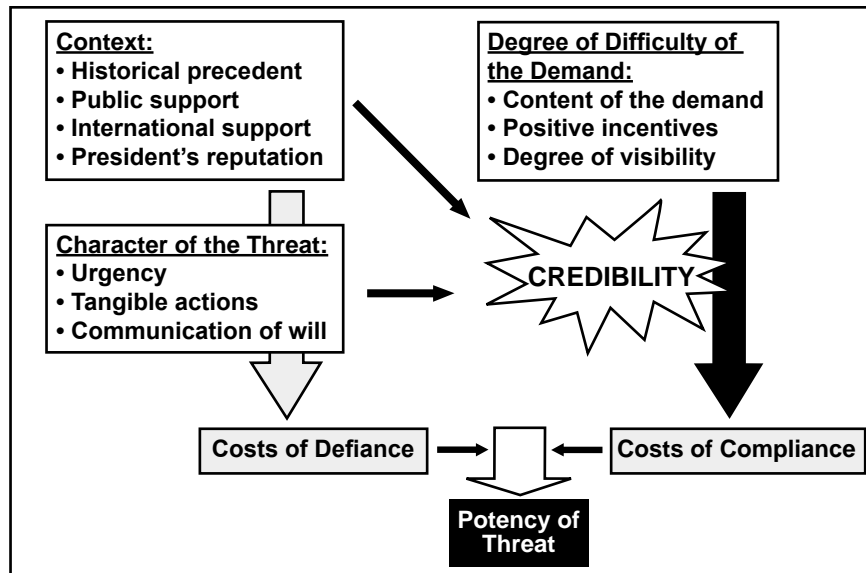 Context:
• Historical precedent
• Public support
• International support
• President’s reputation
Degree of Difficulty of
the Demand:
• Content of the demand
• Positive incentives
• Degree of visibility
Character of the Threat:
• Urgency
• Tangible actions
• Communication of will
CREDIBILITY
Costs of Defiance
Costs of Compliance
Potency of
Threat